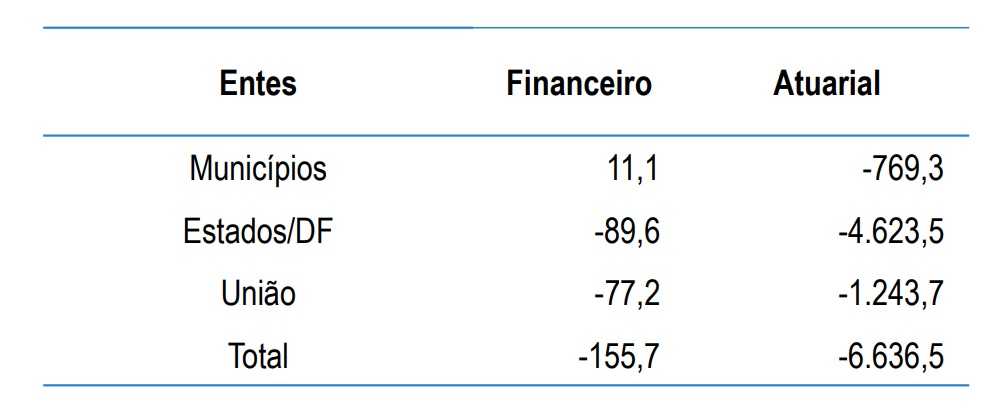 Entes Financeiro Atuarial
Municípios 11,1 -769,3
Estados/DF -89,6 -4.623,5
União -77,2 -1.243,7
Total -155,7 -6.636,5